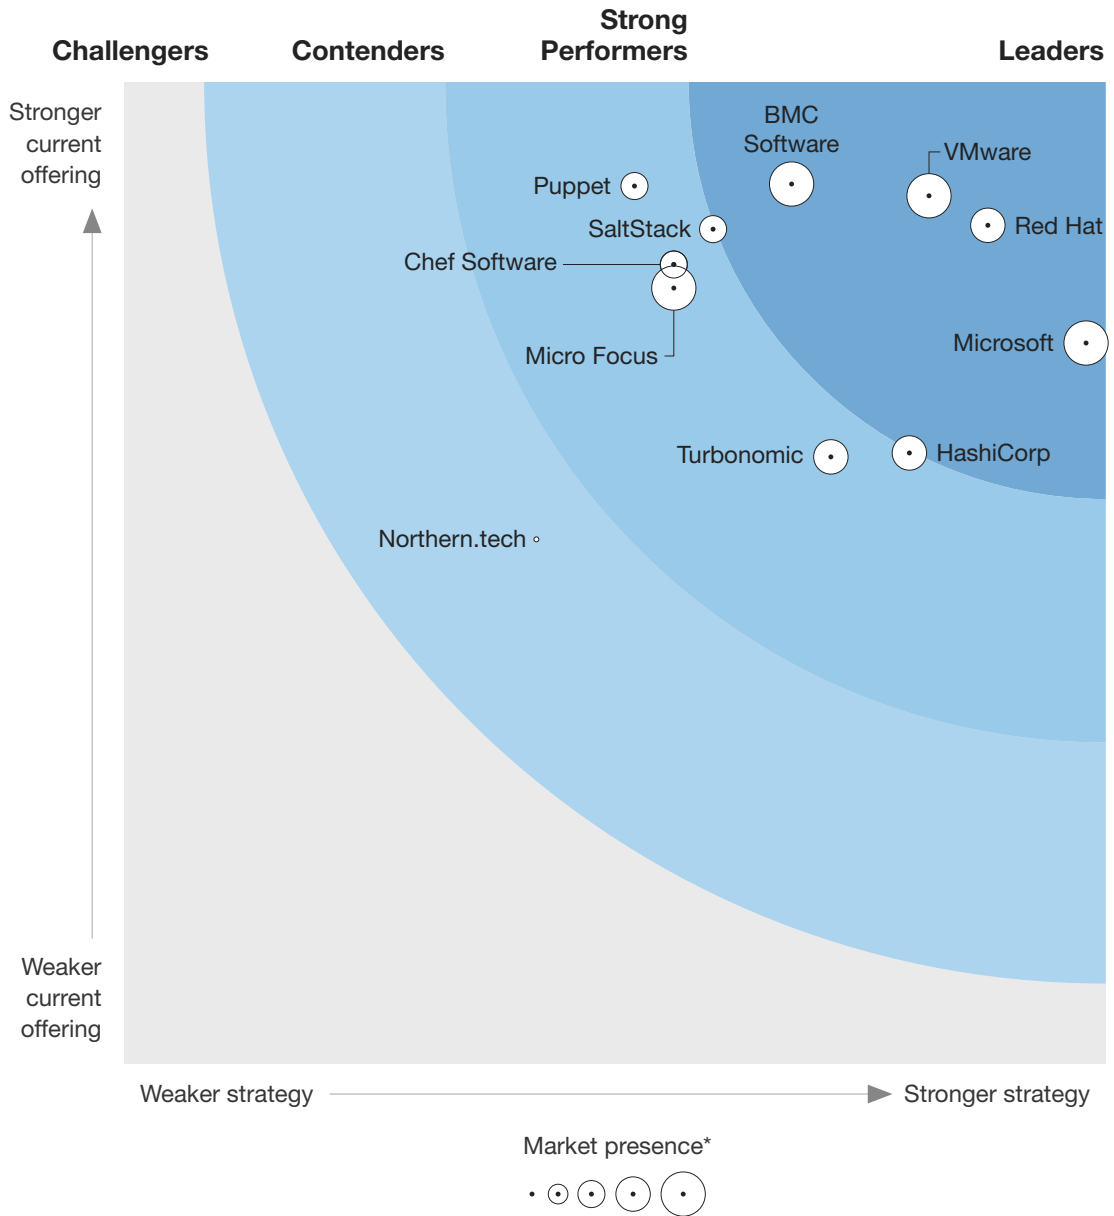 Challengers
Contenders
Strong
Performers
Leaders
Stronger
current
offering
BMC
Software
VMware
Puppet
SaltStack
Red Hat
Chef Software
Micro Focus
Microsoft
Turbonomic
HashiCorp
Northern.tech
Weaker
current
offering
Weaker strategy
Stronger strategy
Market presence*